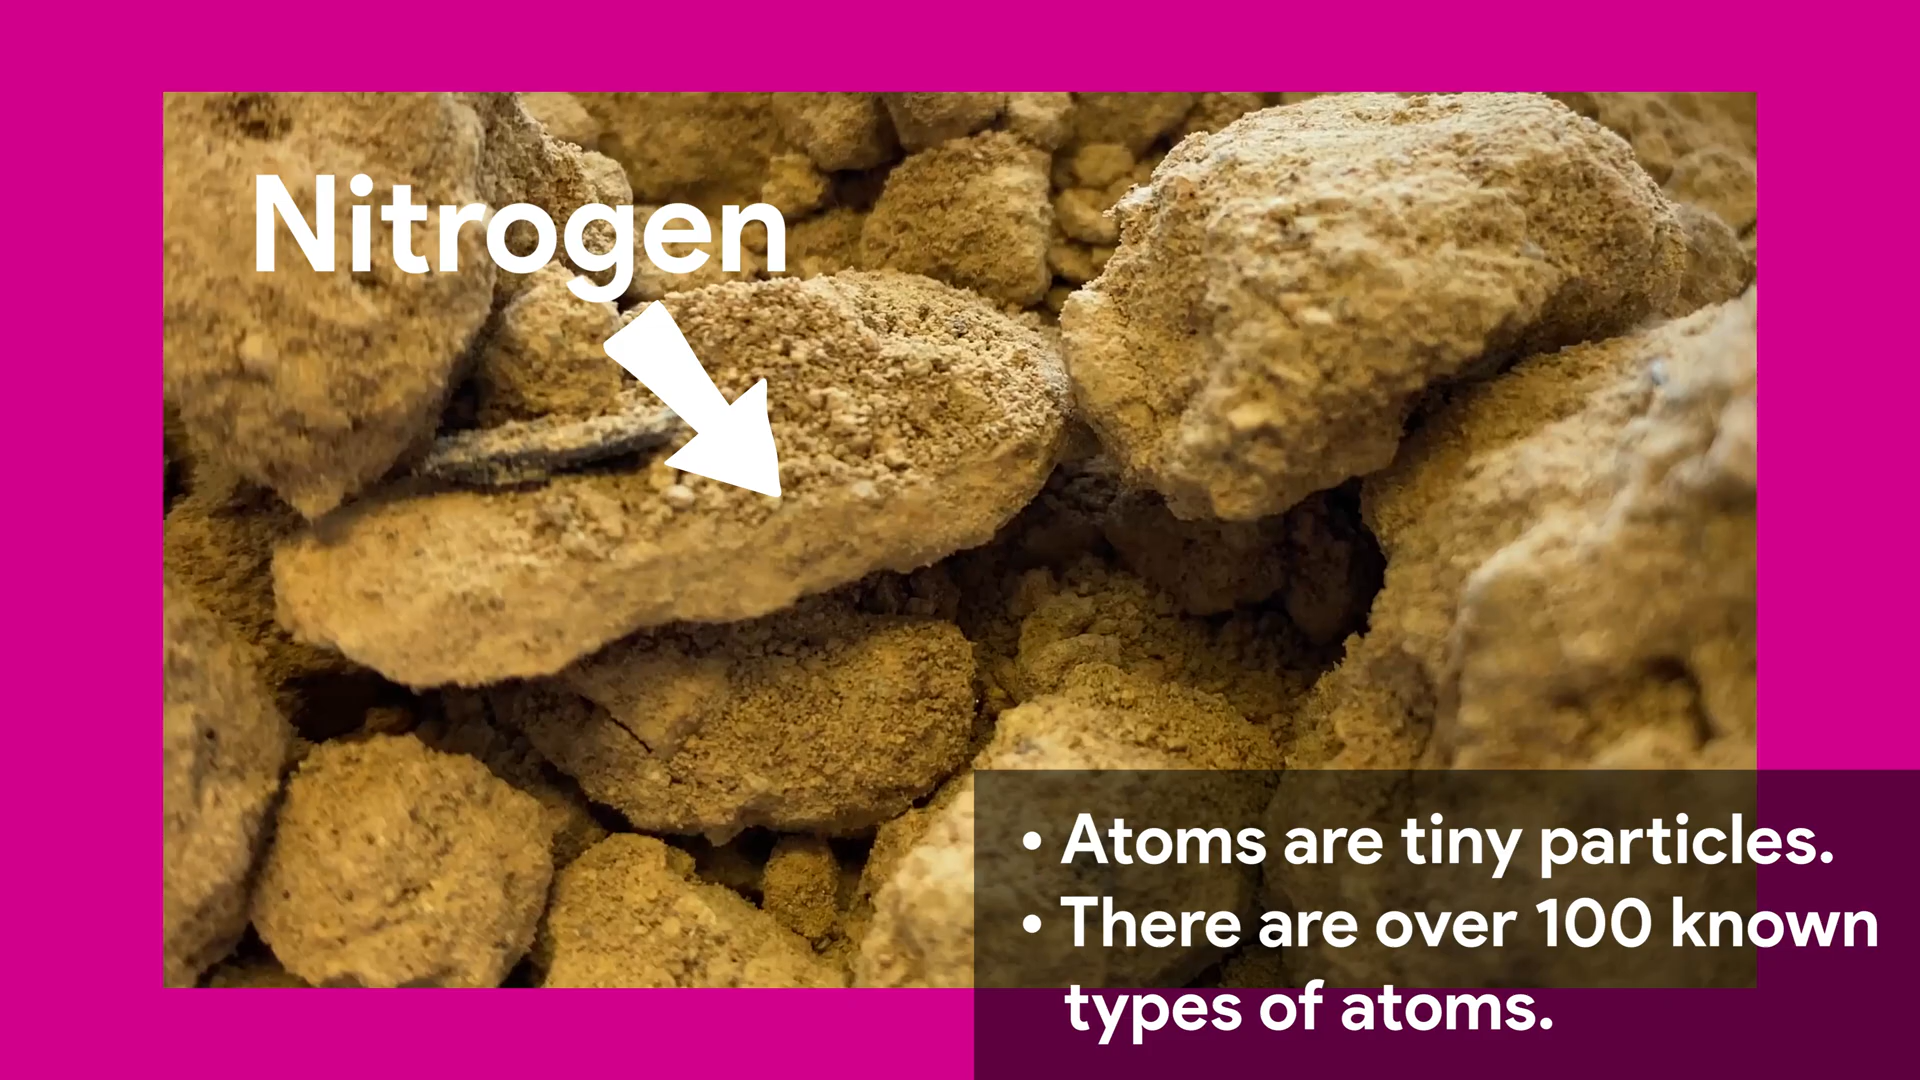 Nitrogen
• Atoms are tiny particles.
• There are over 100 known
types of atoms.